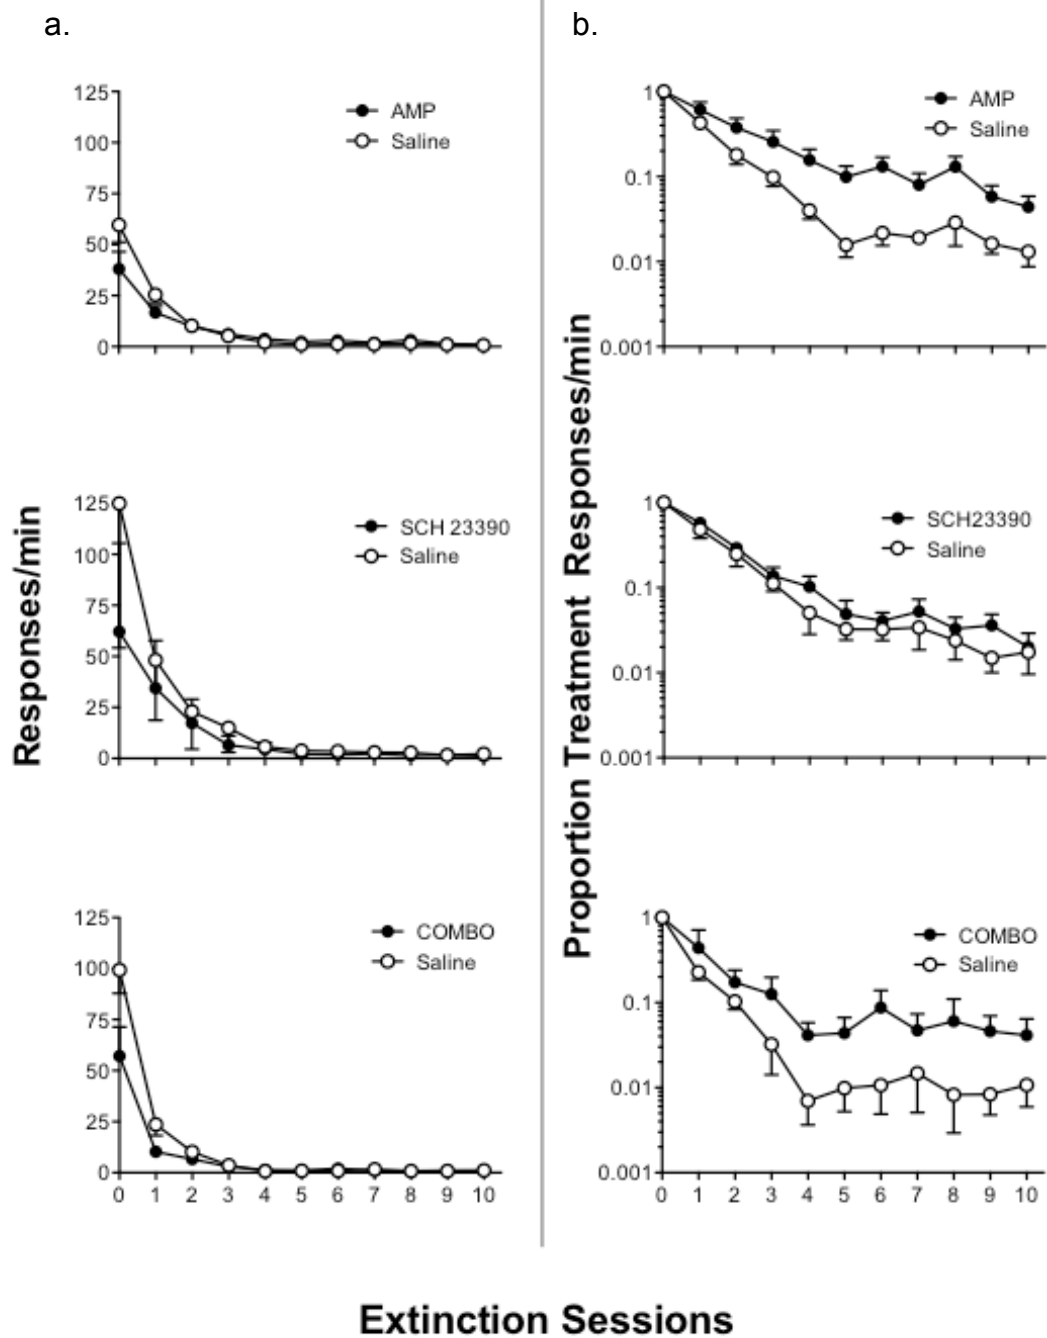 a.
b.
125
100
75
50
25
0
AMP
Saline
1
0.1
0.01
0.001
AMP
Saline
125
100
75
50
25
0
SCH 23390
Saline
1
0.1
0.01
0.001
SCH23390
Saline
125
100
75
50
25
0
COMBO
Saline
0 1 2 3 4 5 6 7 8 9 10
1
0.1
0.01
0.001
COMBO
Saline
0 1 2 3 4 5 6 7 8 9 10
Responses/min
Proportion Treatment Responses/min
Extinction Sessions